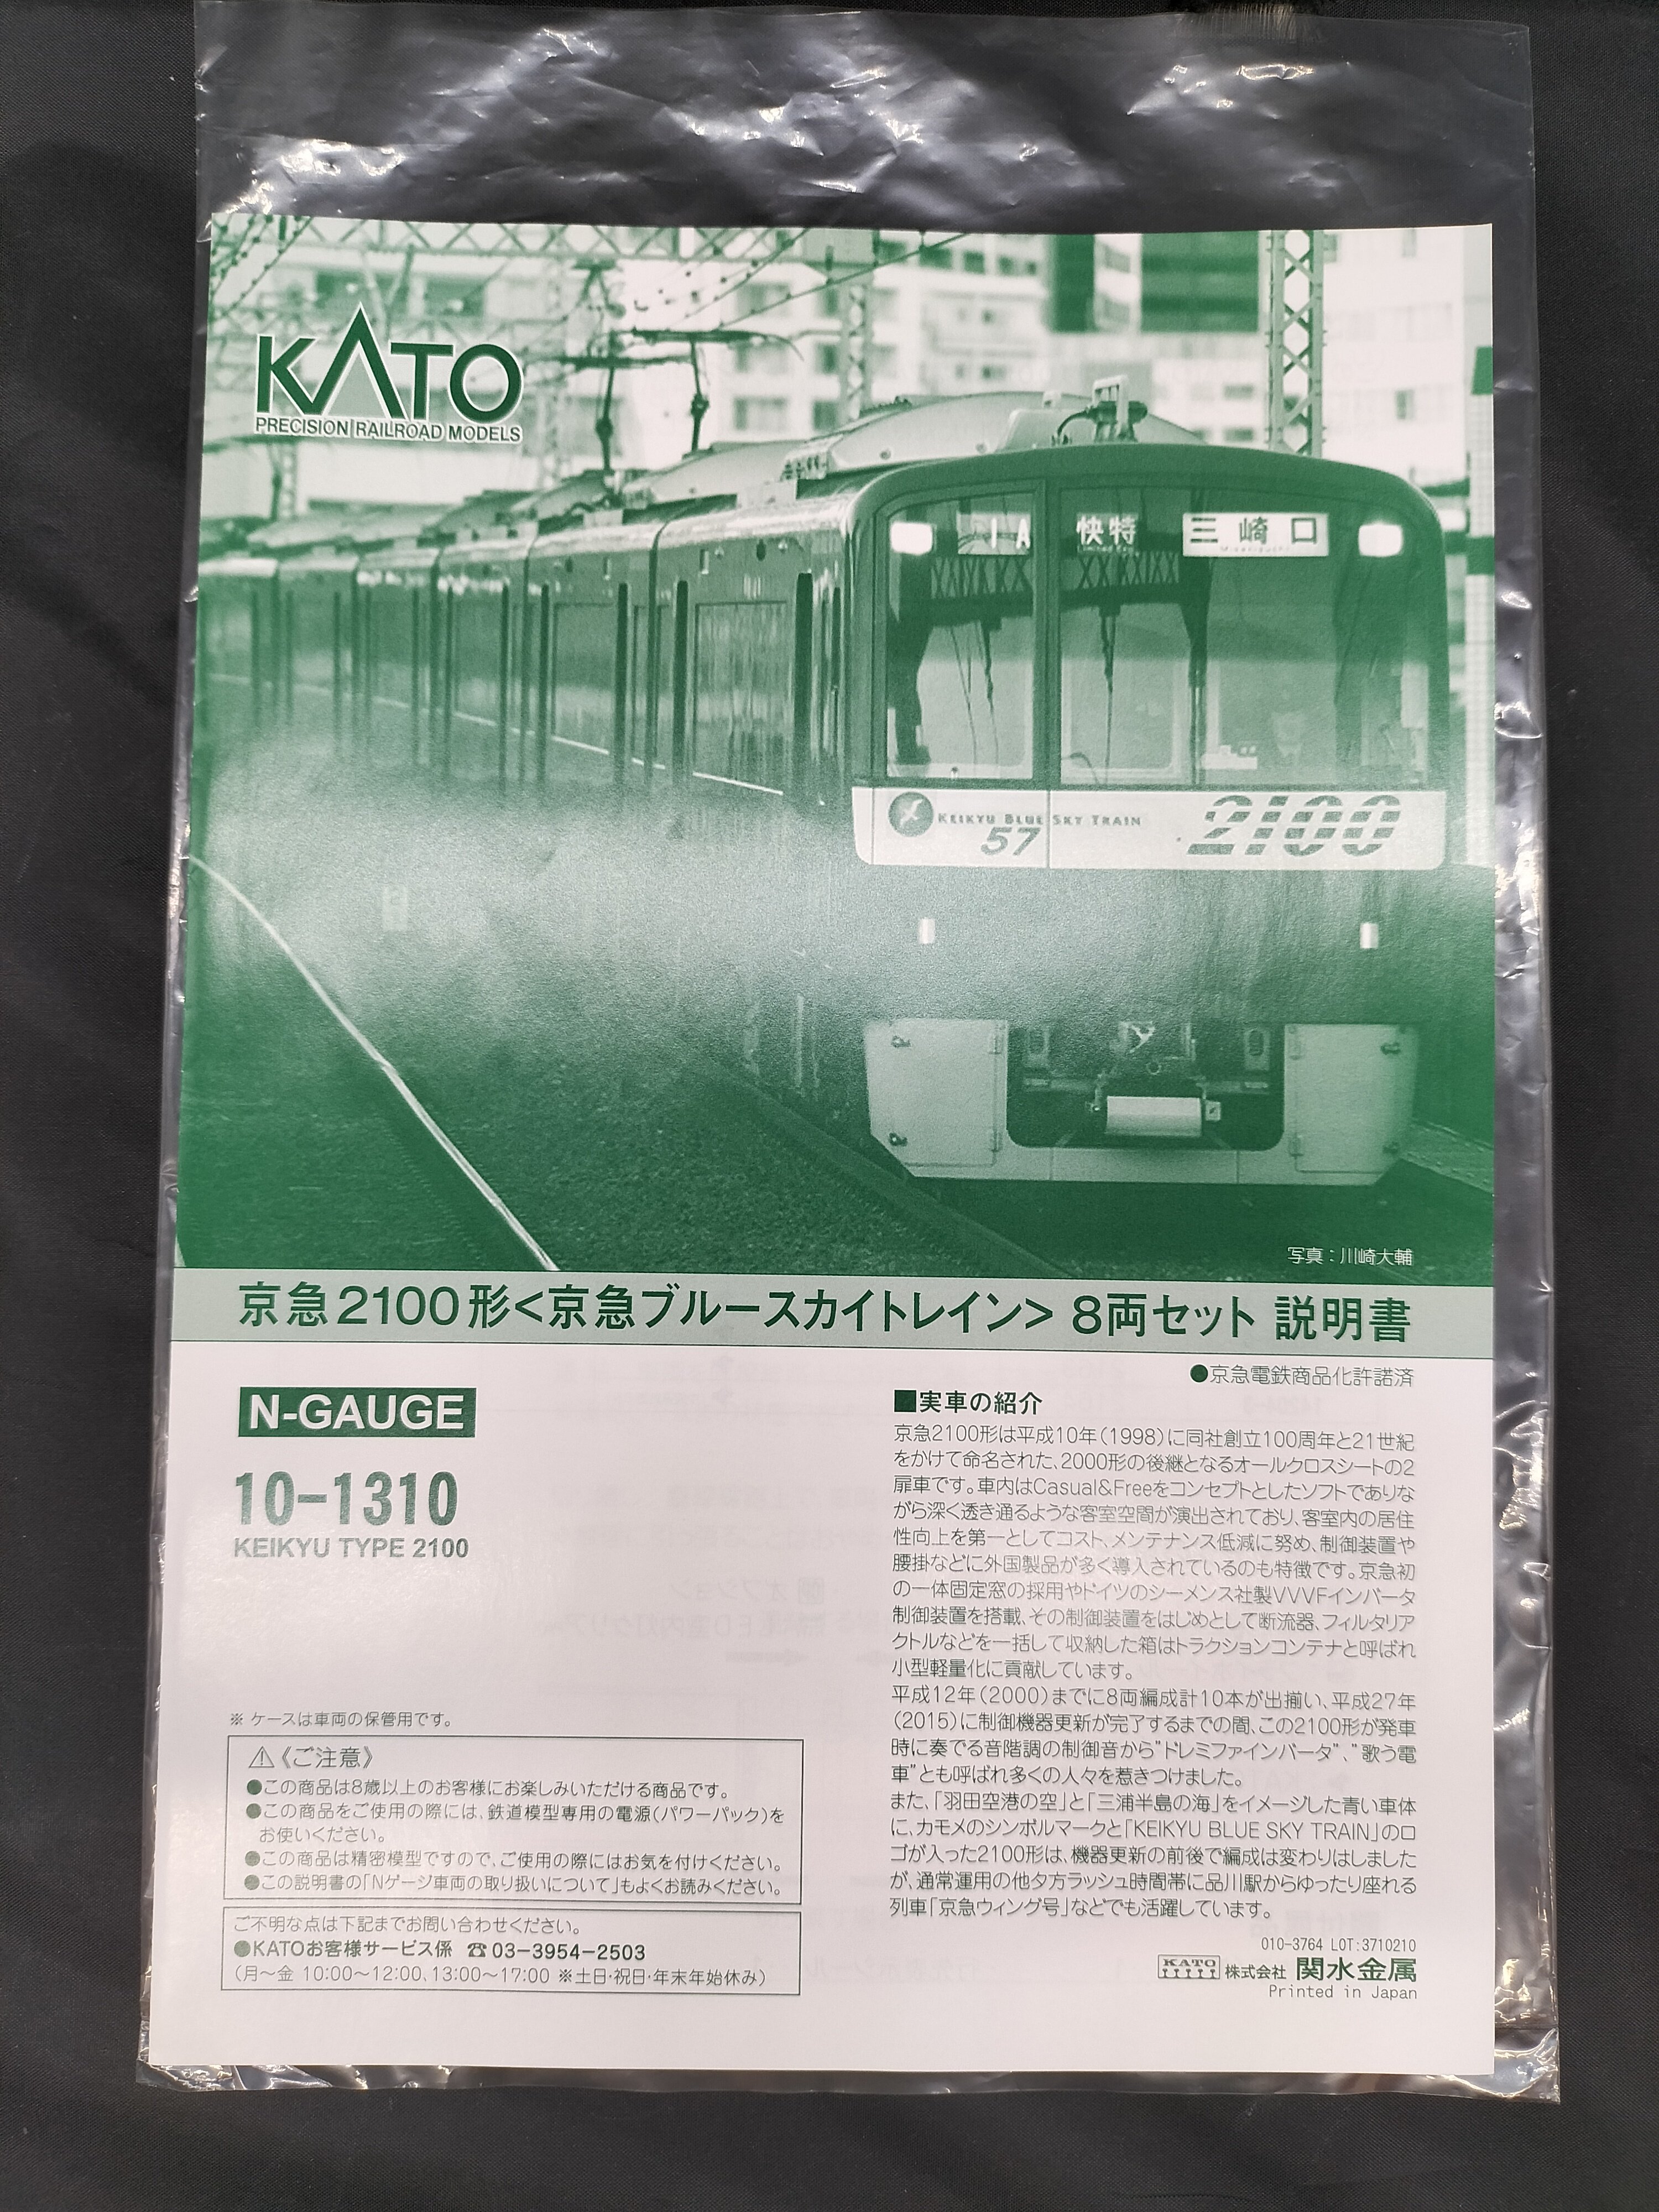 KATO
PRECISION RAILROAD MODELS
1A
快特
三崎口
KEIKYU BLUE SKY TRAIN
57
2100
写真：川崎大輔
京急2100形<京急ブルースカイトレイン> 8両セット 説明書
●京急電鉄商品化許諾済
N-GAUGE
10-1310
KEIKYU TYPE 2100
※ ケースは車両の保管用です。
⚠《ご注意》
●この商品は8歳以上のお客様にお楽しみいただける商品です。
●この商品をご使用の際には、鉄道模型専用の電源(パワーパック)を
お使いください。
●この商品は精密模型ですので、ご使用の際にはお気を付けください。
●この説明書の「Nゲージ車両の取り扱いについて」もよくお読みください。
ご不明な点は下記までお問い合わせください。
●KATOお客様サービス係 ☎03-3954-2503
(月～金 10:00～12:00、13:00～17:00 ※土日・祝日・年末年始休み)
■実車の紹介
京急2100形は平成10年(1998)に同社創立100周年と21世紀
をかけて命名された、2000形の後継となるオールクロスシートの2
扉車です。車内はCasual&Freeをコンセプトとしたソフトでありな
がら深く透き通るような客室空間が演出されており、客室内の居住
性向上を第一としてコスト、メンテナンス低減に努め、制御装置や
腰掛などに外国製品が多く導入されているのも特徴です。京急初
の一体固定窓の採用やドイツのシーメンス社製VVVFインバータ
制御装置を搭載、その制御装置をはじめとして断流器、フィルタリア
クトルなどを一括して収納した箱はトラクションコンテナと呼ばれ
小型軽量化に貢献しています。
平成12年(2000)までに8両編成計10本が出揃い、平成27年
(2015)に制御機器更新が完了するまでの間、この2100形が発車
時に奏でる音階調の制御音から"ドレミファインバータ"、"歌う電
車"とも呼ばれ多くの人々を惹きつけました。
また、「羽田空港の空」と「三浦半島の海」をイメージした青い車体
に、カモメのシンボルマークと「KEIKYU BLUE SKY TRAIN」のロ
ゴが入った2100形は、機器更新の前後で編成は変わりはしました
が、通常運用の他夕方ラッシュ時間帯に品川駅からゆったり座れる
列車「京急ウィング号」などでも活躍しています。
010-3764 LOT:3710210
KATO 株式会社 関水金属
Printed in Japan